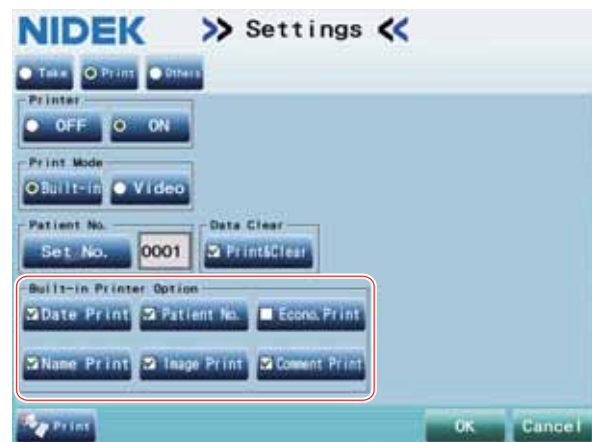 NIDEK >> Settings <<
Take Print Others
Printer
OFF ON
Print Mode
Built-in Video
Patient No. Data Clear
Set No. 0001 Print&Clear
Built-in Printer Option
Date Print Patient No. Econo. Print
Name Print Image Print Comment Print
Print OK Cancel